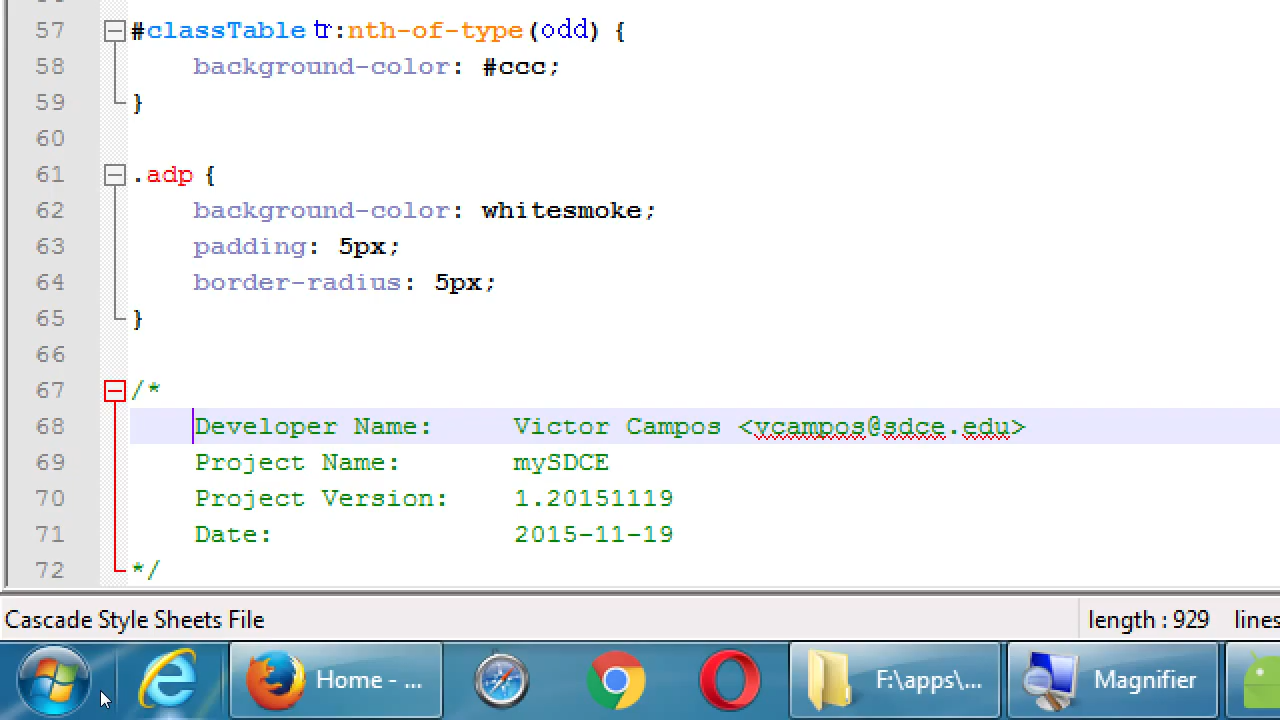 57 #classTable tr:nth-of-type(odd) {
58 background-color: #ccc;
59 }
60
61 .adp {
62 background-color: whitesmoke;
63 padding: 5px;
64 border-radius: 5px;
65 }
66
67 /*
68 Developer Name: Victor Campos <vcampos@sdce.edu>
69 Project Name: mySDCE
70 Project Version: 1.20151119
71 Date: 2015-11-19
72 */
Cascade Style Sheets File length : 929 lines
Home - ... F:\apps\... Magnifier